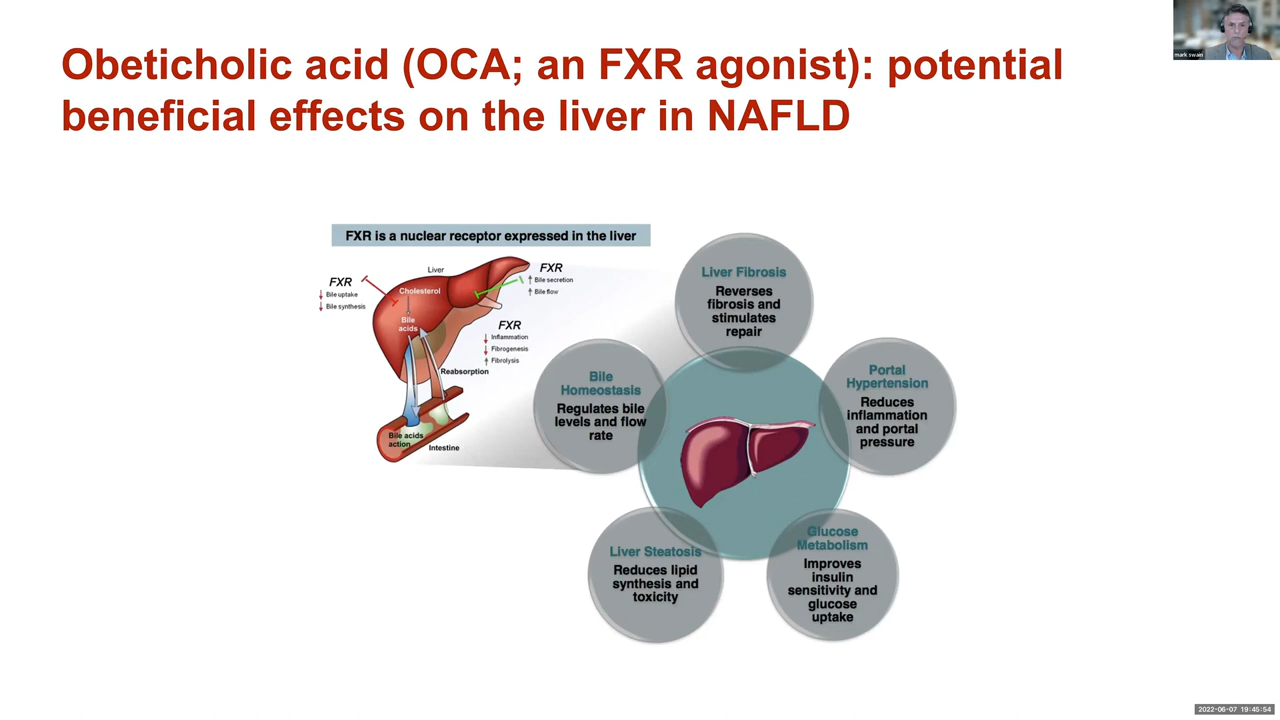 Obeticholic acid (OCA; an FXR agonist): potential
beneficial effects on the liver in NAFLD
mark swain
FXR is a nuclear receptor expressed in the liver
Liver
FXR
↓ Bile uptake
↓ Bile synthesis
Cholesterol
Bile
acids
FXR
↑ Bile secretion
↑ Bile flow
FXR
↓ Inflammation
↓ Fibrogenesis
↑ Fibrolysis
Reabsorption
Bile acids
action
Intestine
Liver Fibrosis
Reverses
fibrosis and
stimulates
repair
Bile
Homeostasis
Regulates bile
levels and flow
rate
Portal
Hypertension
Reduces
inflammation
and portal
pressure
Liver Steatosis
Reduces lipid
synthesis and
toxicity
Glucose
Metabolism
Improves
insulin
sensitivity and
glucose
uptake
2022-06-07 19:45:54